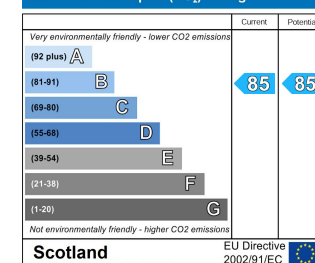 Current Potential
Very environmentally friendly - lower CO2 emissions
(92 plus) A
(81-91) B 85 85
(69-80) C
(55-68) D
(39-54) E
(21-38) F
(1-20) G
Not environmentally friendly - higher CO2 emissions
Scotland
EU Directive
2002/91/EC